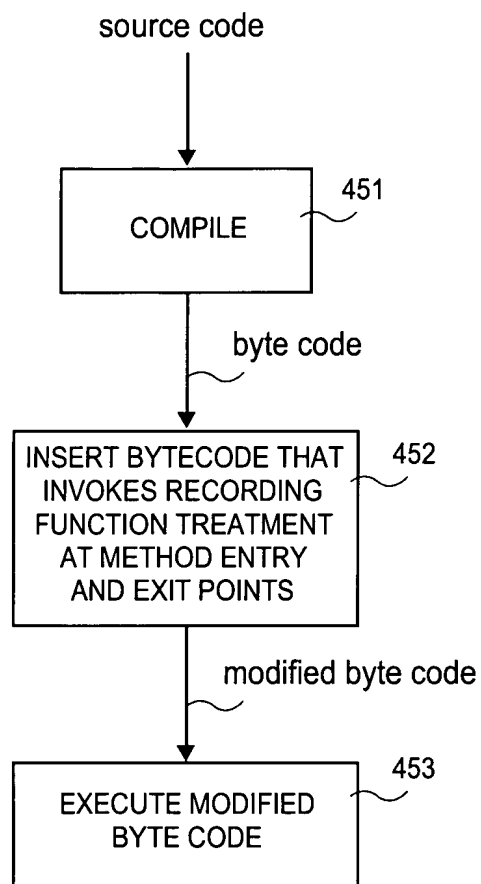 source code
COMPILE
451
byte code
INSERT BYTECODE THAT
INVOKES RECORDING
FUNCTION TREATMENT
AT METHOD ENTRY
AND EXIT POINTS
452
modified byte code
EXECUTE MODIFIED
BYTE CODE
453